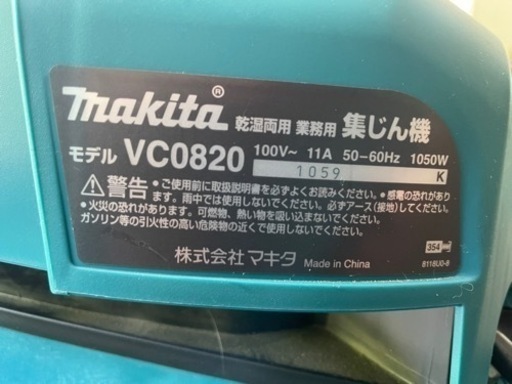 makita® 乾湿両用 業務用 集じん機
モデル VC0820 100V~ 11A 50-60Hz 1050W
1059 K
⚠警告 •ご使用前に取扱説明書を必ずよくお読みください。•感電の恐れがあり
ます。雨中では使用しないでください。必ずアース(接地)してください。
•火災の恐れがあります。可燃物、熱い物を吸い込まないでください。
ガソリン等の引火性の高い危険物の近くで使用しないでください。
株式会社マキタ Made in China
354
8118U0-8